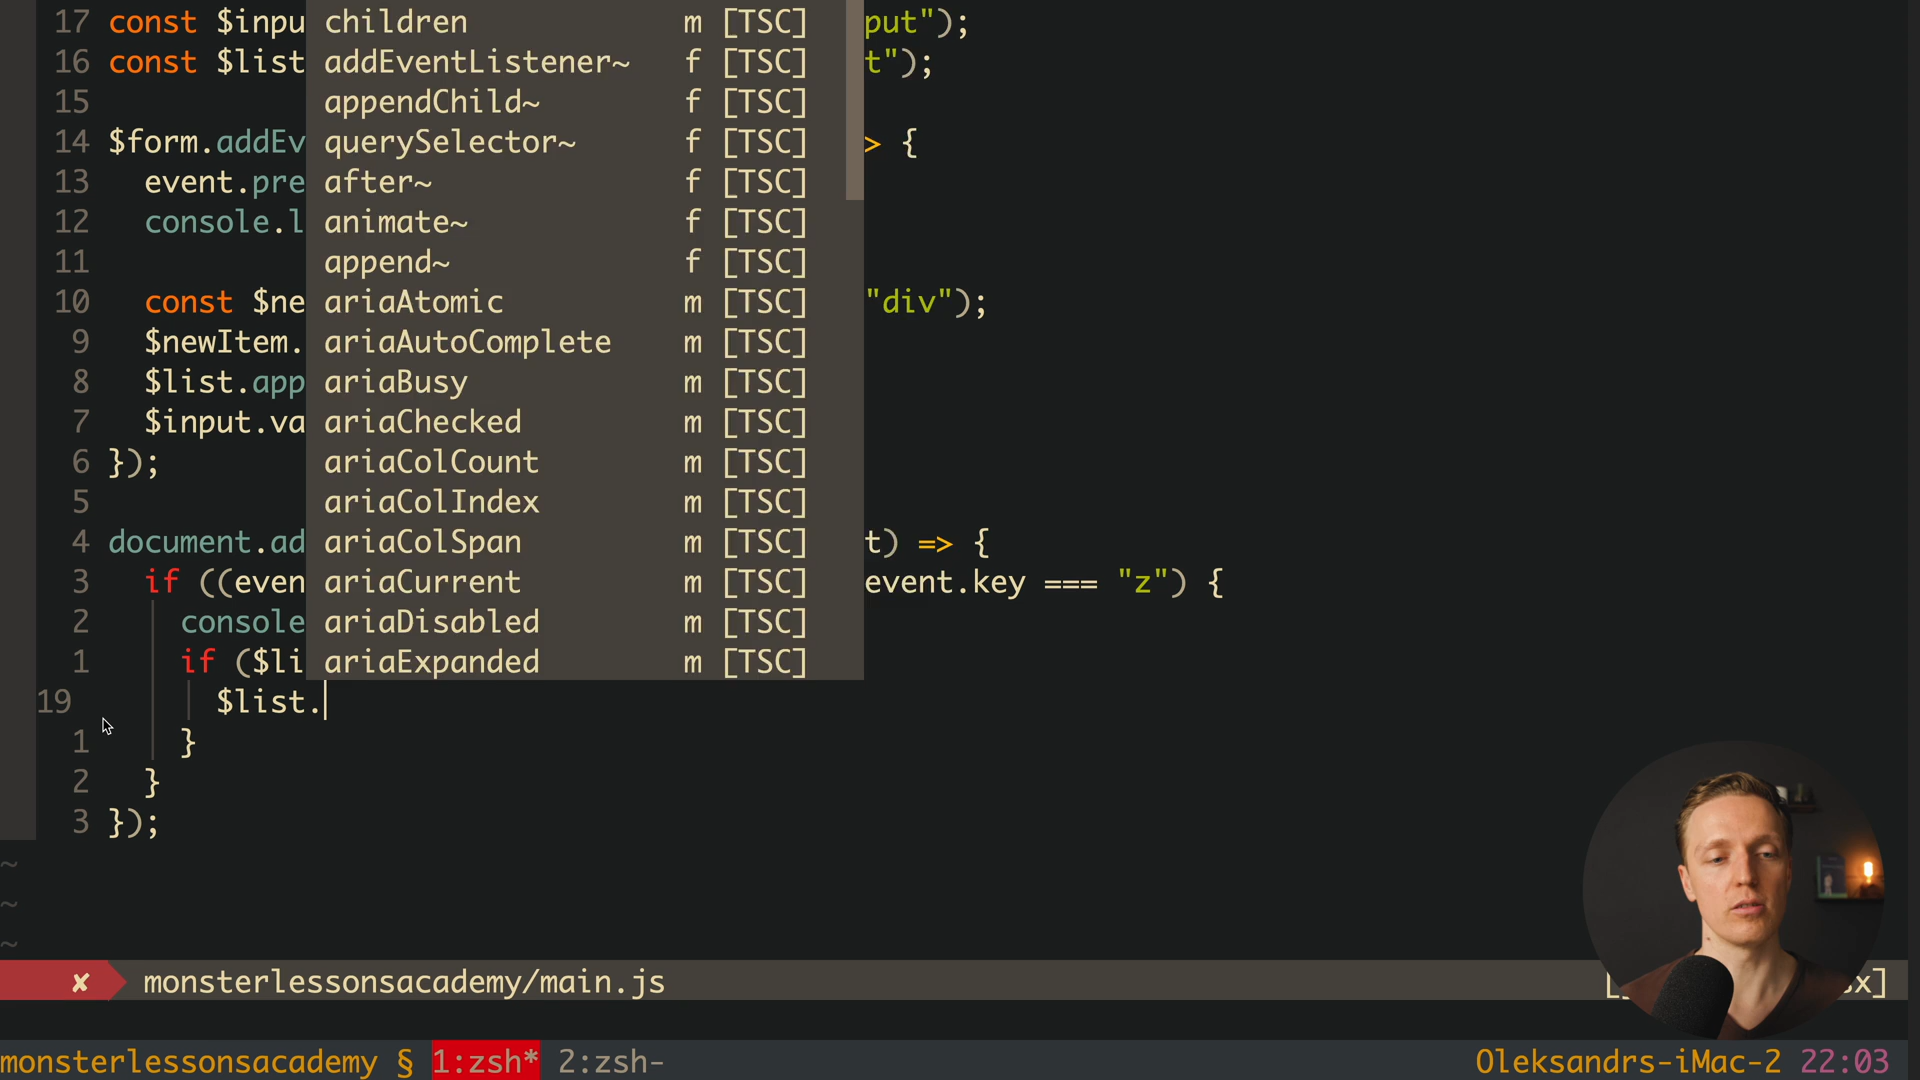 17 const $inpu children m [TSC] put");
16 const $list addEventListener~ f [TSC] t");
15 appendChild~ f [TSC]
14 $form.addEv querySelector~ f [TSC] > {
13 event.pre after~ f [TSC]
12 console.l animate~ f [TSC]
11 append~ f [TSC]
10 const $ne ariaAtomic m [TSC] "div");
9 $newItem. ariaAutoComplete m [TSC]
8 $list.app ariaBusy m [TSC]
7 $input.va ariaChecked m [TSC]
6 }); ariaColCount m [TSC]
5 ariaColIndex m [TSC]
4 document.ad ariaColSpan m [TSC] t) => {
3 if ((even ariaCurrent m [TSC] event.key === "z") {
2 console ariaDisabled m [TSC]
1 if ($li ariaExpanded m [TSC]
19 $list.
1 }
2 }
3 });
~
~
~
✘ monsterlessonsacademy/main.js x]
monsterlessonsacademy § 1:zsh* 2:zsh- Oleksandrs-iMac-2 22:03